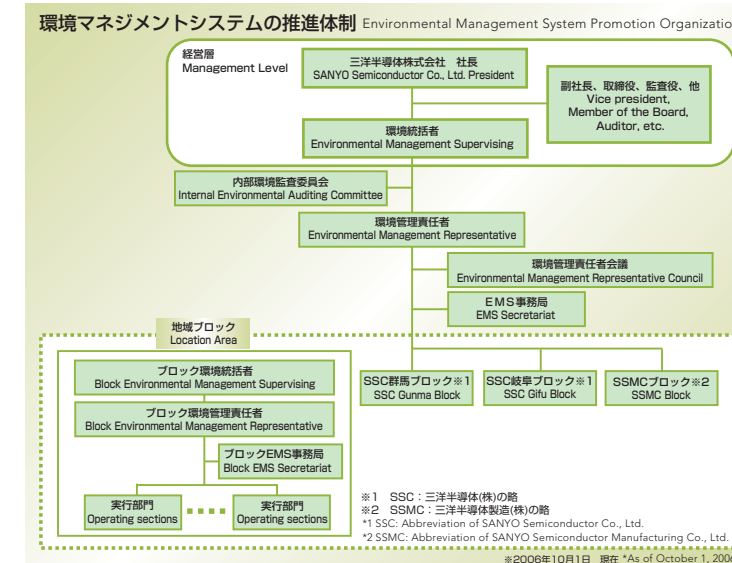 環境マネジメントシステムの推進体制 Environmental Management System Promotion Organizatio
経営層
Management Level
三洋半導体株式会社 社長
SANYO Semiconductor Co., Ltd. President
副社長、取締役、監査役、他
Vice president,
Member of the Board,
Auditor, etc.
環境統括者
Environmental Management Supervising
内部環境監査委員会
Internal Environmental Auditing Committee
環境管理責任者
Environmental Management Representative
環境管理責任者会議
Environmental Management Representative Council
EMS事務局
EMS Secretariat
地域ブロック
Location Area
ブロック環境統括者
Block Environmental Management Supervising
ブロック環境管理責任者
Block Environmental Management Representative
ブロックEMS事務局
Block EMS Secretariat
実行部門
Operating sections
実行部門
Operating sections
SSC群馬ブロック※1
SSC Gunma Block
SSC岐阜ブロック※1
SSC Gifu Block
SSMCブロック※2
SSMC Block
※1 SSC：三洋半導体(株)の略
※2 SSMC：三洋半導体製造(株)の略
*1 SSC: Abbreviation of SANYO Semiconductor Co., Ltd.
*2 SSMC: Abbreviation of SANYO Semiconductor Manufacturing Co., Ltd.
※2006年10月1日 現在 *As of October 1, 2006